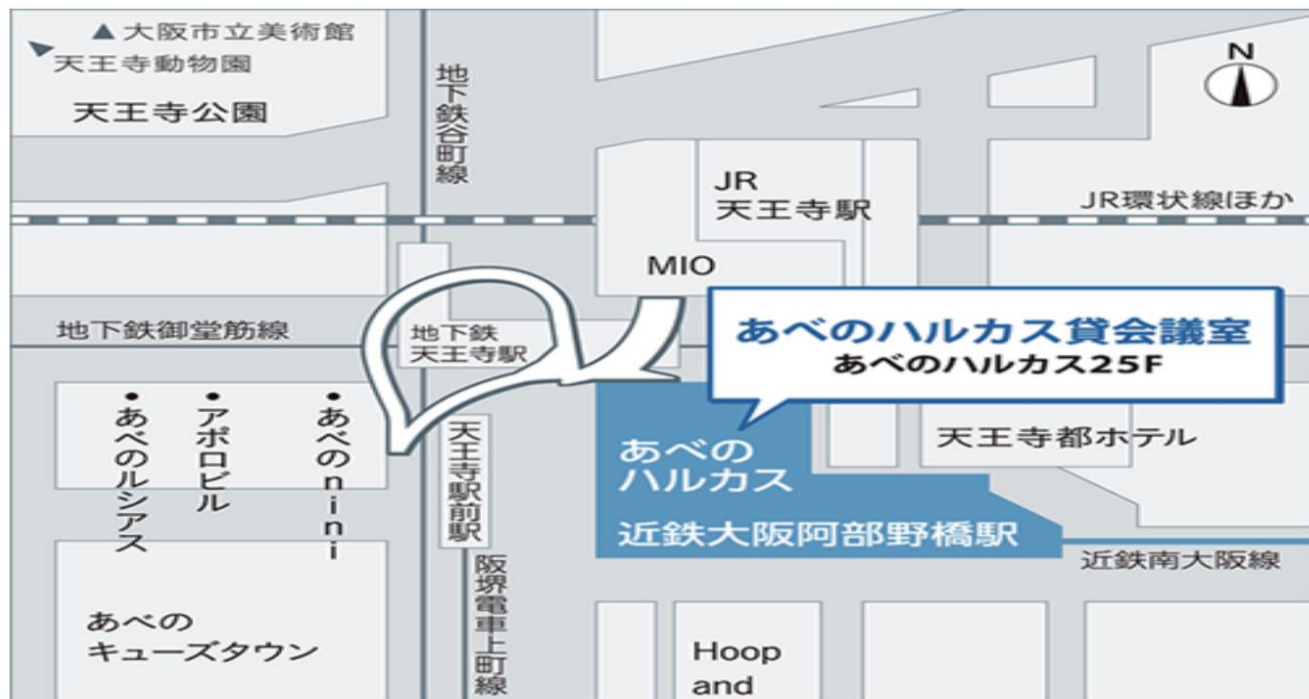 ▲大阪市立美術館
天王寺動物園
天王寺公園
地下鉄谷町線
N
JR
天王寺駅
JR環状線ほか
MIO
地下鉄御堂筋線
地下鉄
天王寺駅
あべのハルカス貸会議室
あべのハルカス25F
・あべのルシアス
・アポロビル
・あべのnini
天王寺駅前駅
あべの
ハルカス
天王寺都ホテル
近鉄大阪阿部野橋駅
近鉄南大阪線
阪堺電車上町線
あべの
キューズタウン
Hoop
and